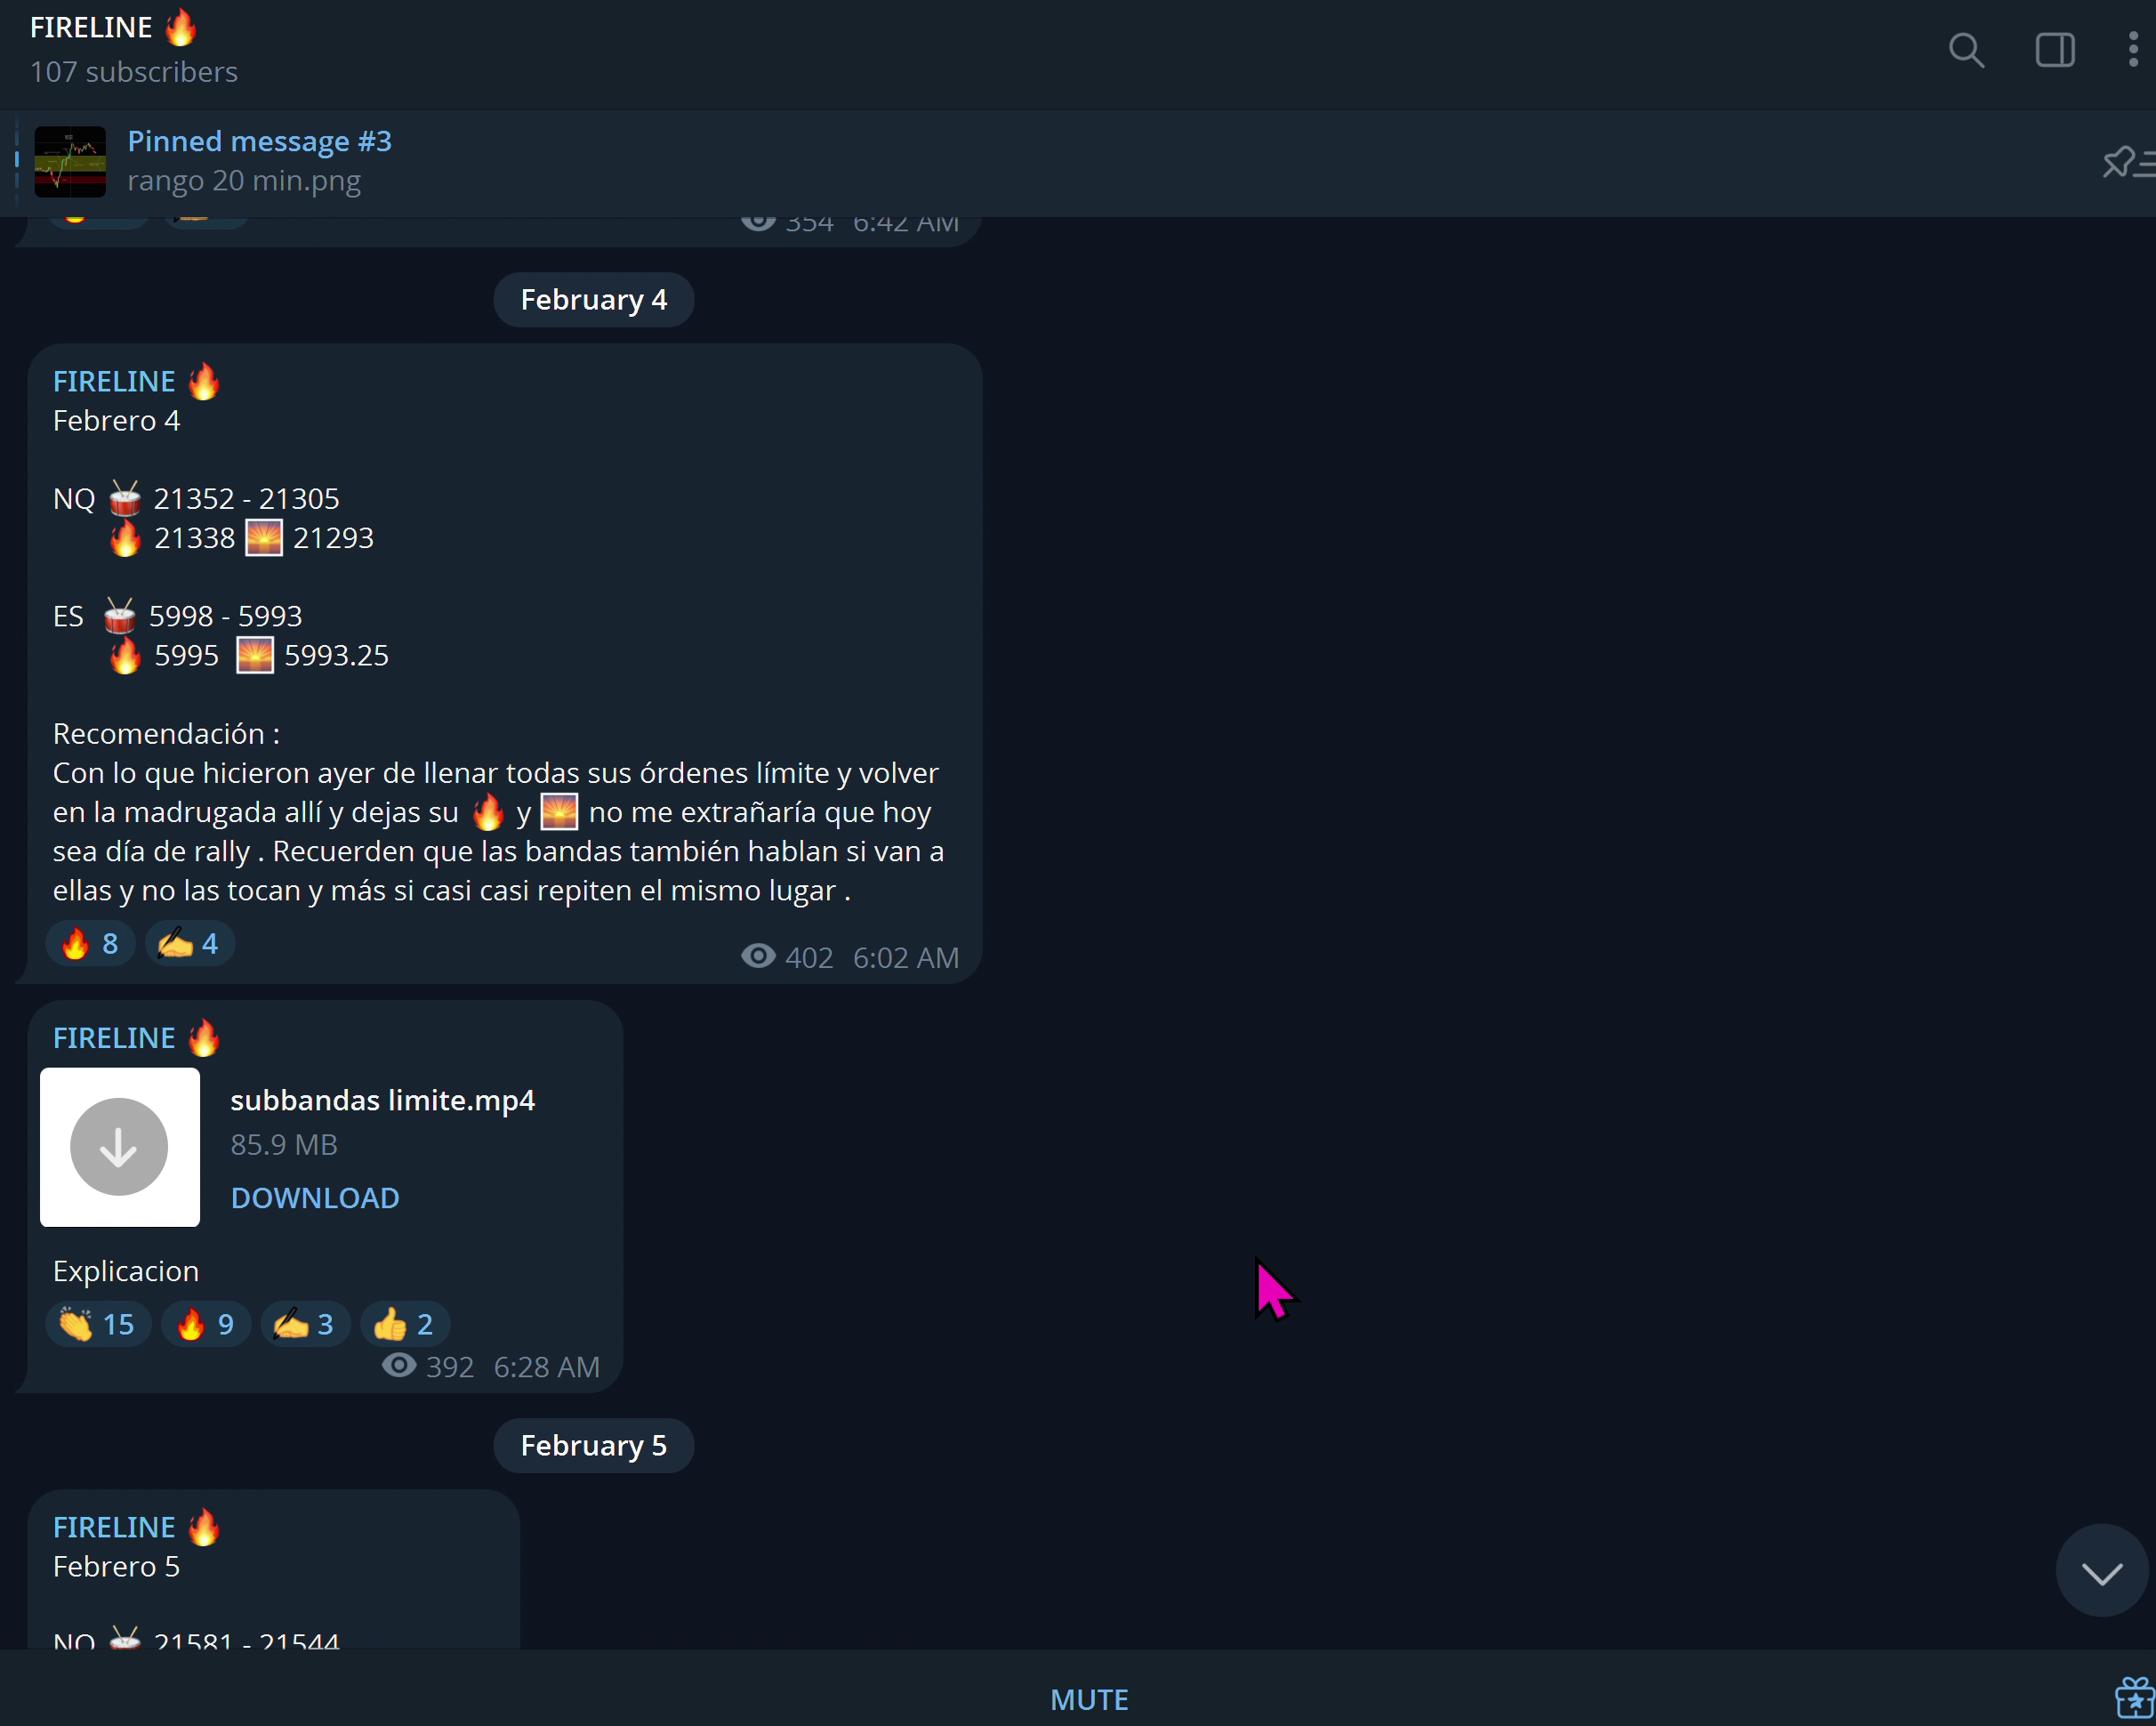 FIRELINE 🔥
107 subscribers
Pinned message #3
rango 20 min.png
354 6:42 AM
February 4
FIRELINE 🔥
Febrero 4
NQ 🥁 21352 - 21305
🔥 21338 🌅 21293
ES 🥁 5998 - 5993
🔥 5995 🌅 5993.25
Recomendación :
Con lo que hicieron ayer de llenar todas sus órdenes límite y volver
en la madrugada allí y dejas su 🔥 y 🌅 no me extrañaría que hoy
sea día de rally . Recuerden que las bandas también hablan si van a
ellas y no las tocan y más si casi casi repiten el mismo lugar .
🔥 8 ✍️ 4
402 6:02 AM
FIRELINE 🔥
subbandas limite.mp4
85.9 MB
DOWNLOAD
Explicacion
👏 15 🔥 9 ✍️ 3 👍 2
392 6:28 AM
February 5
FIRELINE 🔥
Febrero 5
NQ 🥁 21581 - 21544
MUTE